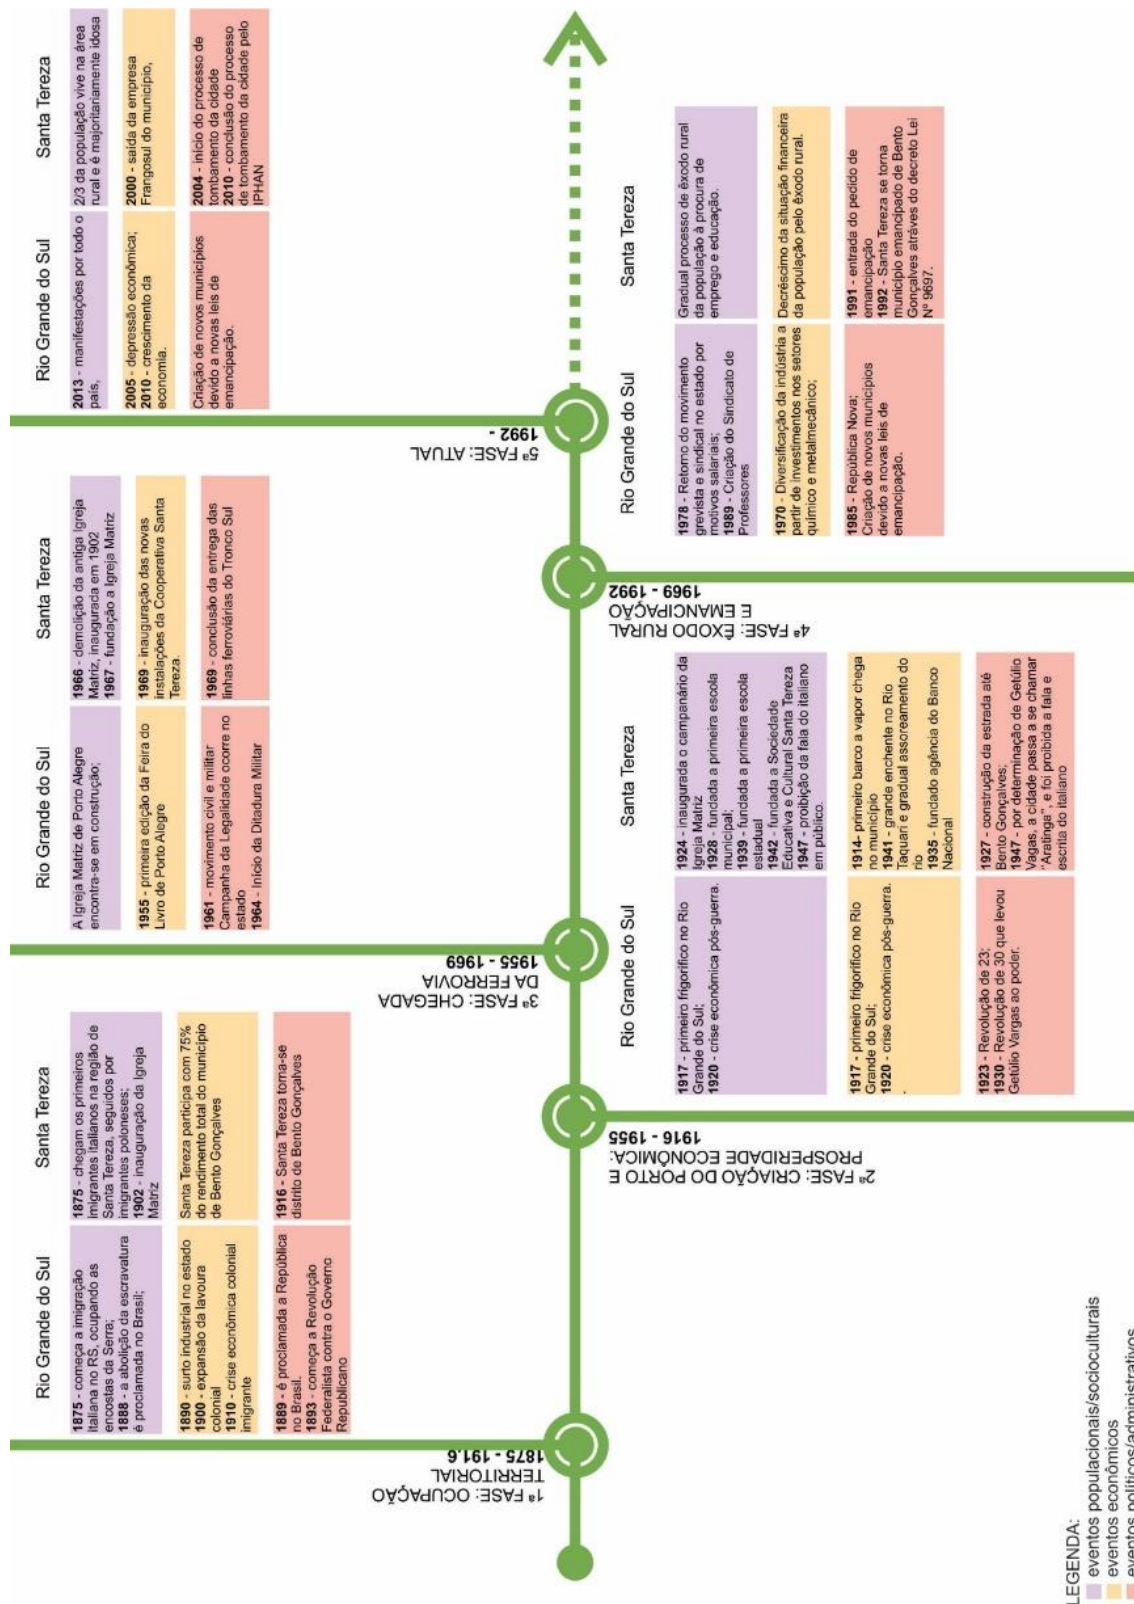 Rio Grande do Sul
Santa Tereza
1875 - começa a imigração
italiana no RS, ocupando as
encostas da Serra;
1888 - a abolição da escravatura
é proclamada no Brasil;
1875 - chegam os primeiros
imigrantes italianos na região de
Santa Tereza, seguidos por
imigrantes poloneses;
1902 - inauguração da Igreja
Matriz
1890 - surto industrial no estado
1900 - expansão da lavoura
colonial
1910 - crise econômica colonial
imigrante
Santa Tereza participa com 75%
do rendimento total do município
de Bento Gonçalves
1889 - é proclamada a República
no Brasil.
1893 - começa a Revolução
Federalista contra o Governo
Republicano
1916 - Santa Tereza torna-se
distrito de Bento Gonçalves
1ª FASE: OCUPAÇÃO
TERRITORIAL
1875 - 191.6
Rio Grande do Sul
Santa Tereza
A Igreja Matriz de Porto Alegre
encontra-se em construção;
1966 - demolição da antiga Igreja
Matriz, inaugurada em 1902
1967 - fundação a Igreja Matriz
1955 - primeira edição da Feira do
Livro de Porto Alegre
1969 - inauguração das novas
instalações da Cooperativa Santa
Tereza.
1961 - movimento civil e militar
Campanha da Legalidade ocorre no
estado
1964 - Início da Ditadura Militar
1969 - conclusão da entrega das
linhas ferroviárias do Tronco Sul
3ª FASE: CHEGADA
DA FERROVIA
1955 - 1969
Rio Grande do Sul
Santa Tereza
2013 - manifestações por todo o
país,
2/3 da população vive na área
rural e é majoritariamente idosa
2005 - depressão econômica;
2010 - crescimento da
economia.
2000 - saída da empresa
Frangosul do município,
Criação de novos municípios
devido a novas leis de
emancipação.
2004 - início do processo de
tombamento da cidade
2010 - conclusão do processo
de tombamento da cidade pelo
IPHAN
5ª FASE: ATUAL
1992 -
2ª FASE: CRIAÇÃO DO PORTO E
PROSPERIDADE ECONÔMICA:
1916 - 1955
Rio Grande do Sul
Santa Tereza
1917 - primeiro frigorífico no Rio
Grande do Sul;
1920 - crise econômica pós-guerra.
1924 - inaugurada o campanário da
Igreja Matriz
1928 - fundada a primeira escola
municipal;
1939 - fundada a primeira escola
estadual
1942 - fundada a Sociedade
Educativa e Cultural Santa Tereza
1947 - proibição da fala do italiano
em público.
1917 - primeiro frigorífico no Rio
Grande do Sul;
1920 - crise econômica pós-guerra.
.
1914- primeiro barco a vapor chega
no município
1941 - grande enchente no Rio
Taquari e gradual assoreamento do
rio
1935 - fundado agência do Banco
Nacional
1923 - Revolução de 23;
1930 - Revolução de 30 que levou
Getúlio Vargas ao poder.
1927 - construção da estrada até
Bento Gonçalves;
1947 - por determinação de Getúlio
Vagas, a cidade passa a se chamar
"Aratinga", e foi proibida a fala e
escrita do italiano
4ª FASE: ÊXODO RURAL
E EMANCIPAÇÃO
1969 - 1992
Rio Grande do Sul
Santa Tereza
1978 - Retorno do movimento
grevista e sindical no estado por
motivos salariais;
1989 - Criação do Sindicato de
Professores
Gradual processo de êxodo rural
da população à procura de
emprego e educação.
1970 - Diversificação da indústria a
partir de investimentos nos setores
químico e metalmecânico;
Decréscimo da situação financeira
da população pelo êxodo rural.
1985 - República Nova;
Criação de novos municípios
devido a novas leis de
emancipação.
1991 - entrada do pedido de
emancipação
1992 - Santa Tereza se torna
município emancipado de Bento
Gonçalves atráves do decreto Lei
Nº 9697.
LEGENDA:
eventos populacionais/socioculturais
eventos econômicos
eventos políticos/administrativos